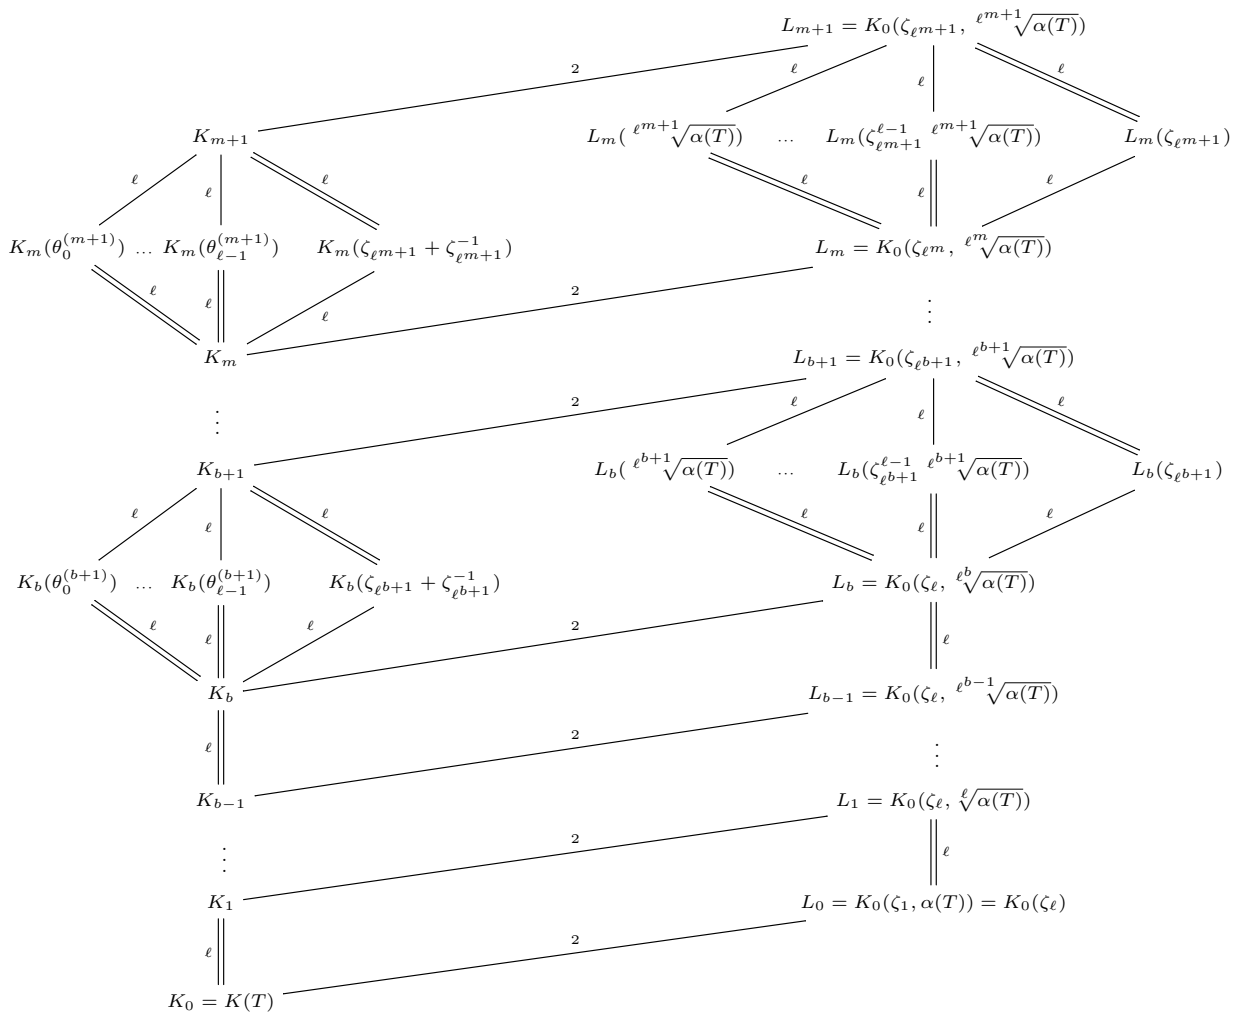 L_{m+1} = K_0(ζ_{ℓ^{m+1}}, \sqrt[ℓ^{m+1}]{α(T)})
2 ℓ ℓ ℓ
K_{m+1} L_m(\sqrt[ℓ^{m+1}]{α(T)}) ... L_m(ζ_{ℓ^{m+1}}^{ℓ-1} \sqrt[ℓ^{m+1}]{α(T)}) L_m(ζ_{ℓ^{m+1}})
ℓ ℓ ℓ ℓ ℓ ℓ
K_m(θ_0^{(m+1)}) ... K_m(θ_{ℓ-1}^{(m+1)}) K_m(ζ_{ℓ^{m+1}} + ζ_{ℓ^{m+1}}^{-1}) L_m = K_0(ζ_{ℓ^m}, \sqrt[ℓ^m]{α(T)})
ℓ ℓ ℓ 2
⋮
K_m L_{b+1} = K_0(ζ_{ℓ^{b+1}}, \sqrt[ℓ^{b+1}]{α(T)})
⋮ 2 ℓ ℓ ℓ
K_{b+1} L_b(\sqrt[ℓ^{b+1}]{α(T)}) ... L_b(ζ_{ℓ^{b+1}}^{ℓ-1} \sqrt[ℓ^{b+1}]{α(T)}) L_b(ζ_{ℓ^{b+1}})
ℓ ℓ ℓ ℓ ℓ ℓ
K_b(θ_0^{(b+1)}) ... K_b(θ_{ℓ-1}^{(b+1)}) K_b(ζ_{ℓ^{b+1}} + ζ_{ℓ^{b+1}}^{-1}) L_b = K_0(ζ_ℓ, \sqrt[ℓ^b]{α(T)})
ℓ ℓ ℓ 2 ℓ
K_b L_{b-1} = K_0(ζ_ℓ, \sqrt[ℓ^{b-1}]{α(T)})
ℓ 2 ⋮
K_{b-1} L_1 = K_0(ζ_ℓ, \sqrt[ℓ]{α(T)})
⋮ 2 ℓ
K_1 L_0 = K_0(ζ_1, α(T)) = K_0(ζ_ℓ)
ℓ 2
K_0 = K(T)